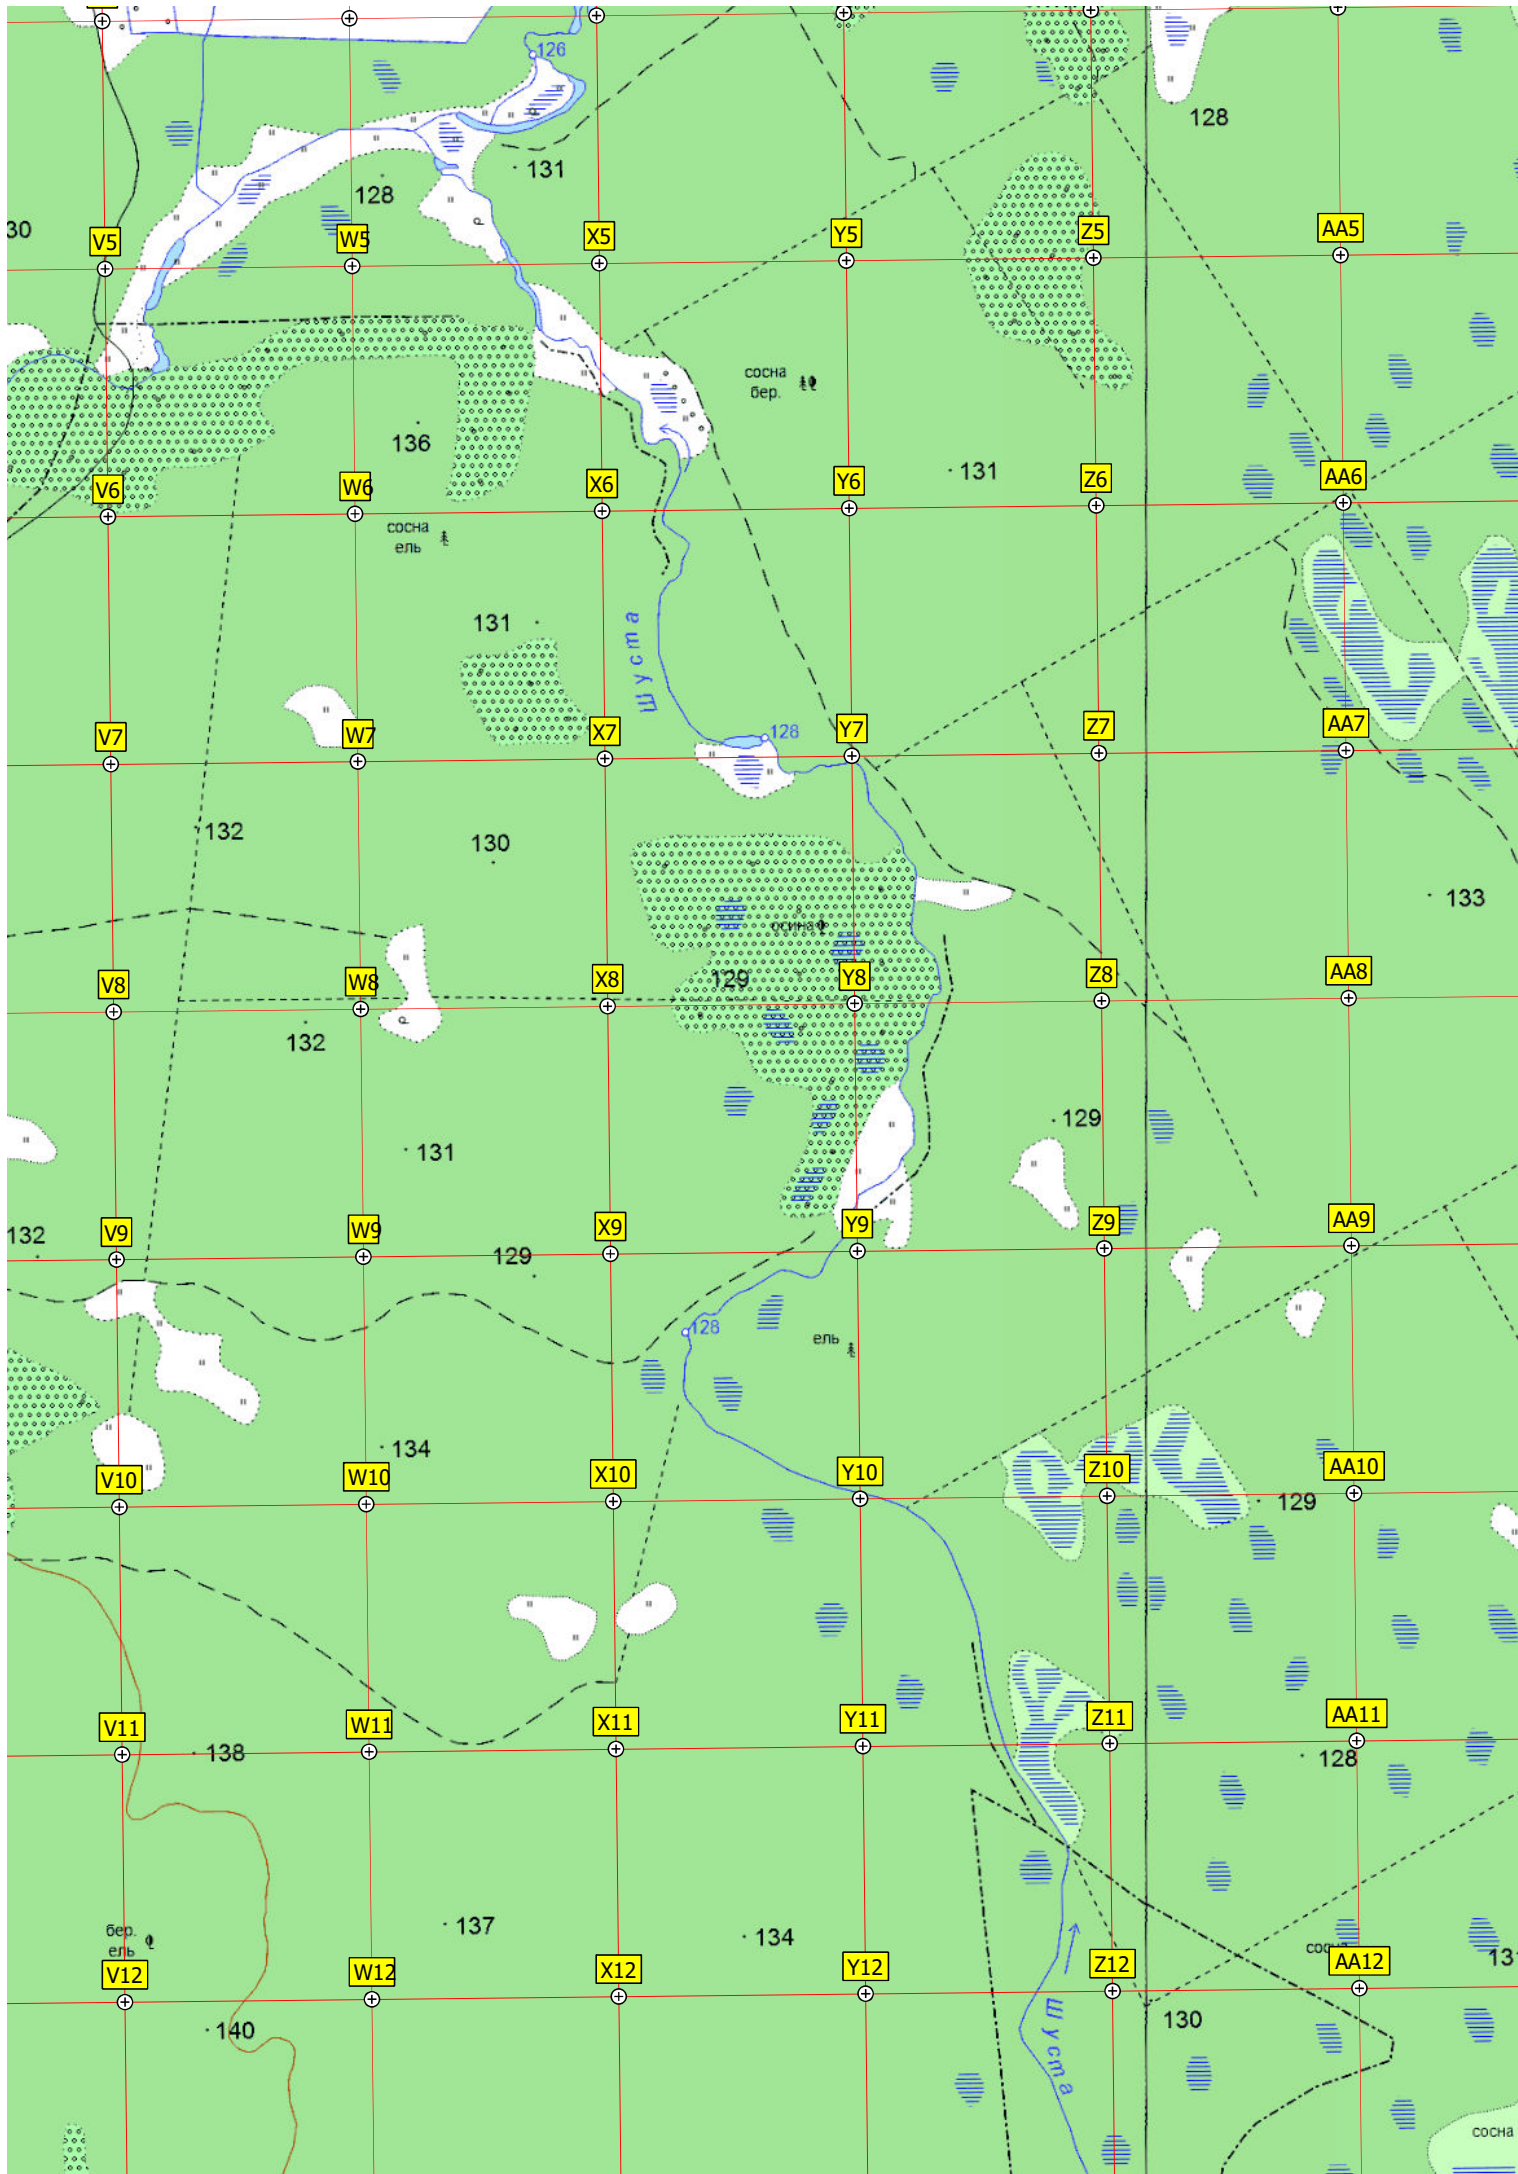 126
128
131
128
30
V5
W5
X5
Y5
Z5
AA5
сосна
бер.
136
131
V6
W6
X6
Y6
Z6
AA6
сосна
ель
131
Шуста
128
V7
W7
X7
Y7
Z7
AA7
132
130
133
осина
129
V8
W8
X8
Y8
Z8
AA8
132
129
131
132
V9
W9
X9
Y9
Z9
AA9
129
128
ель
134
V10
W10
X10
Y10
Z10
AA10
129
V11
W11
X11
Y11
Z11
AA11
138
128
бер.
ель
137
134
сосна
131
V12
W12
X12
Y12
Z12
AA12
140
Шуста
130
сосна